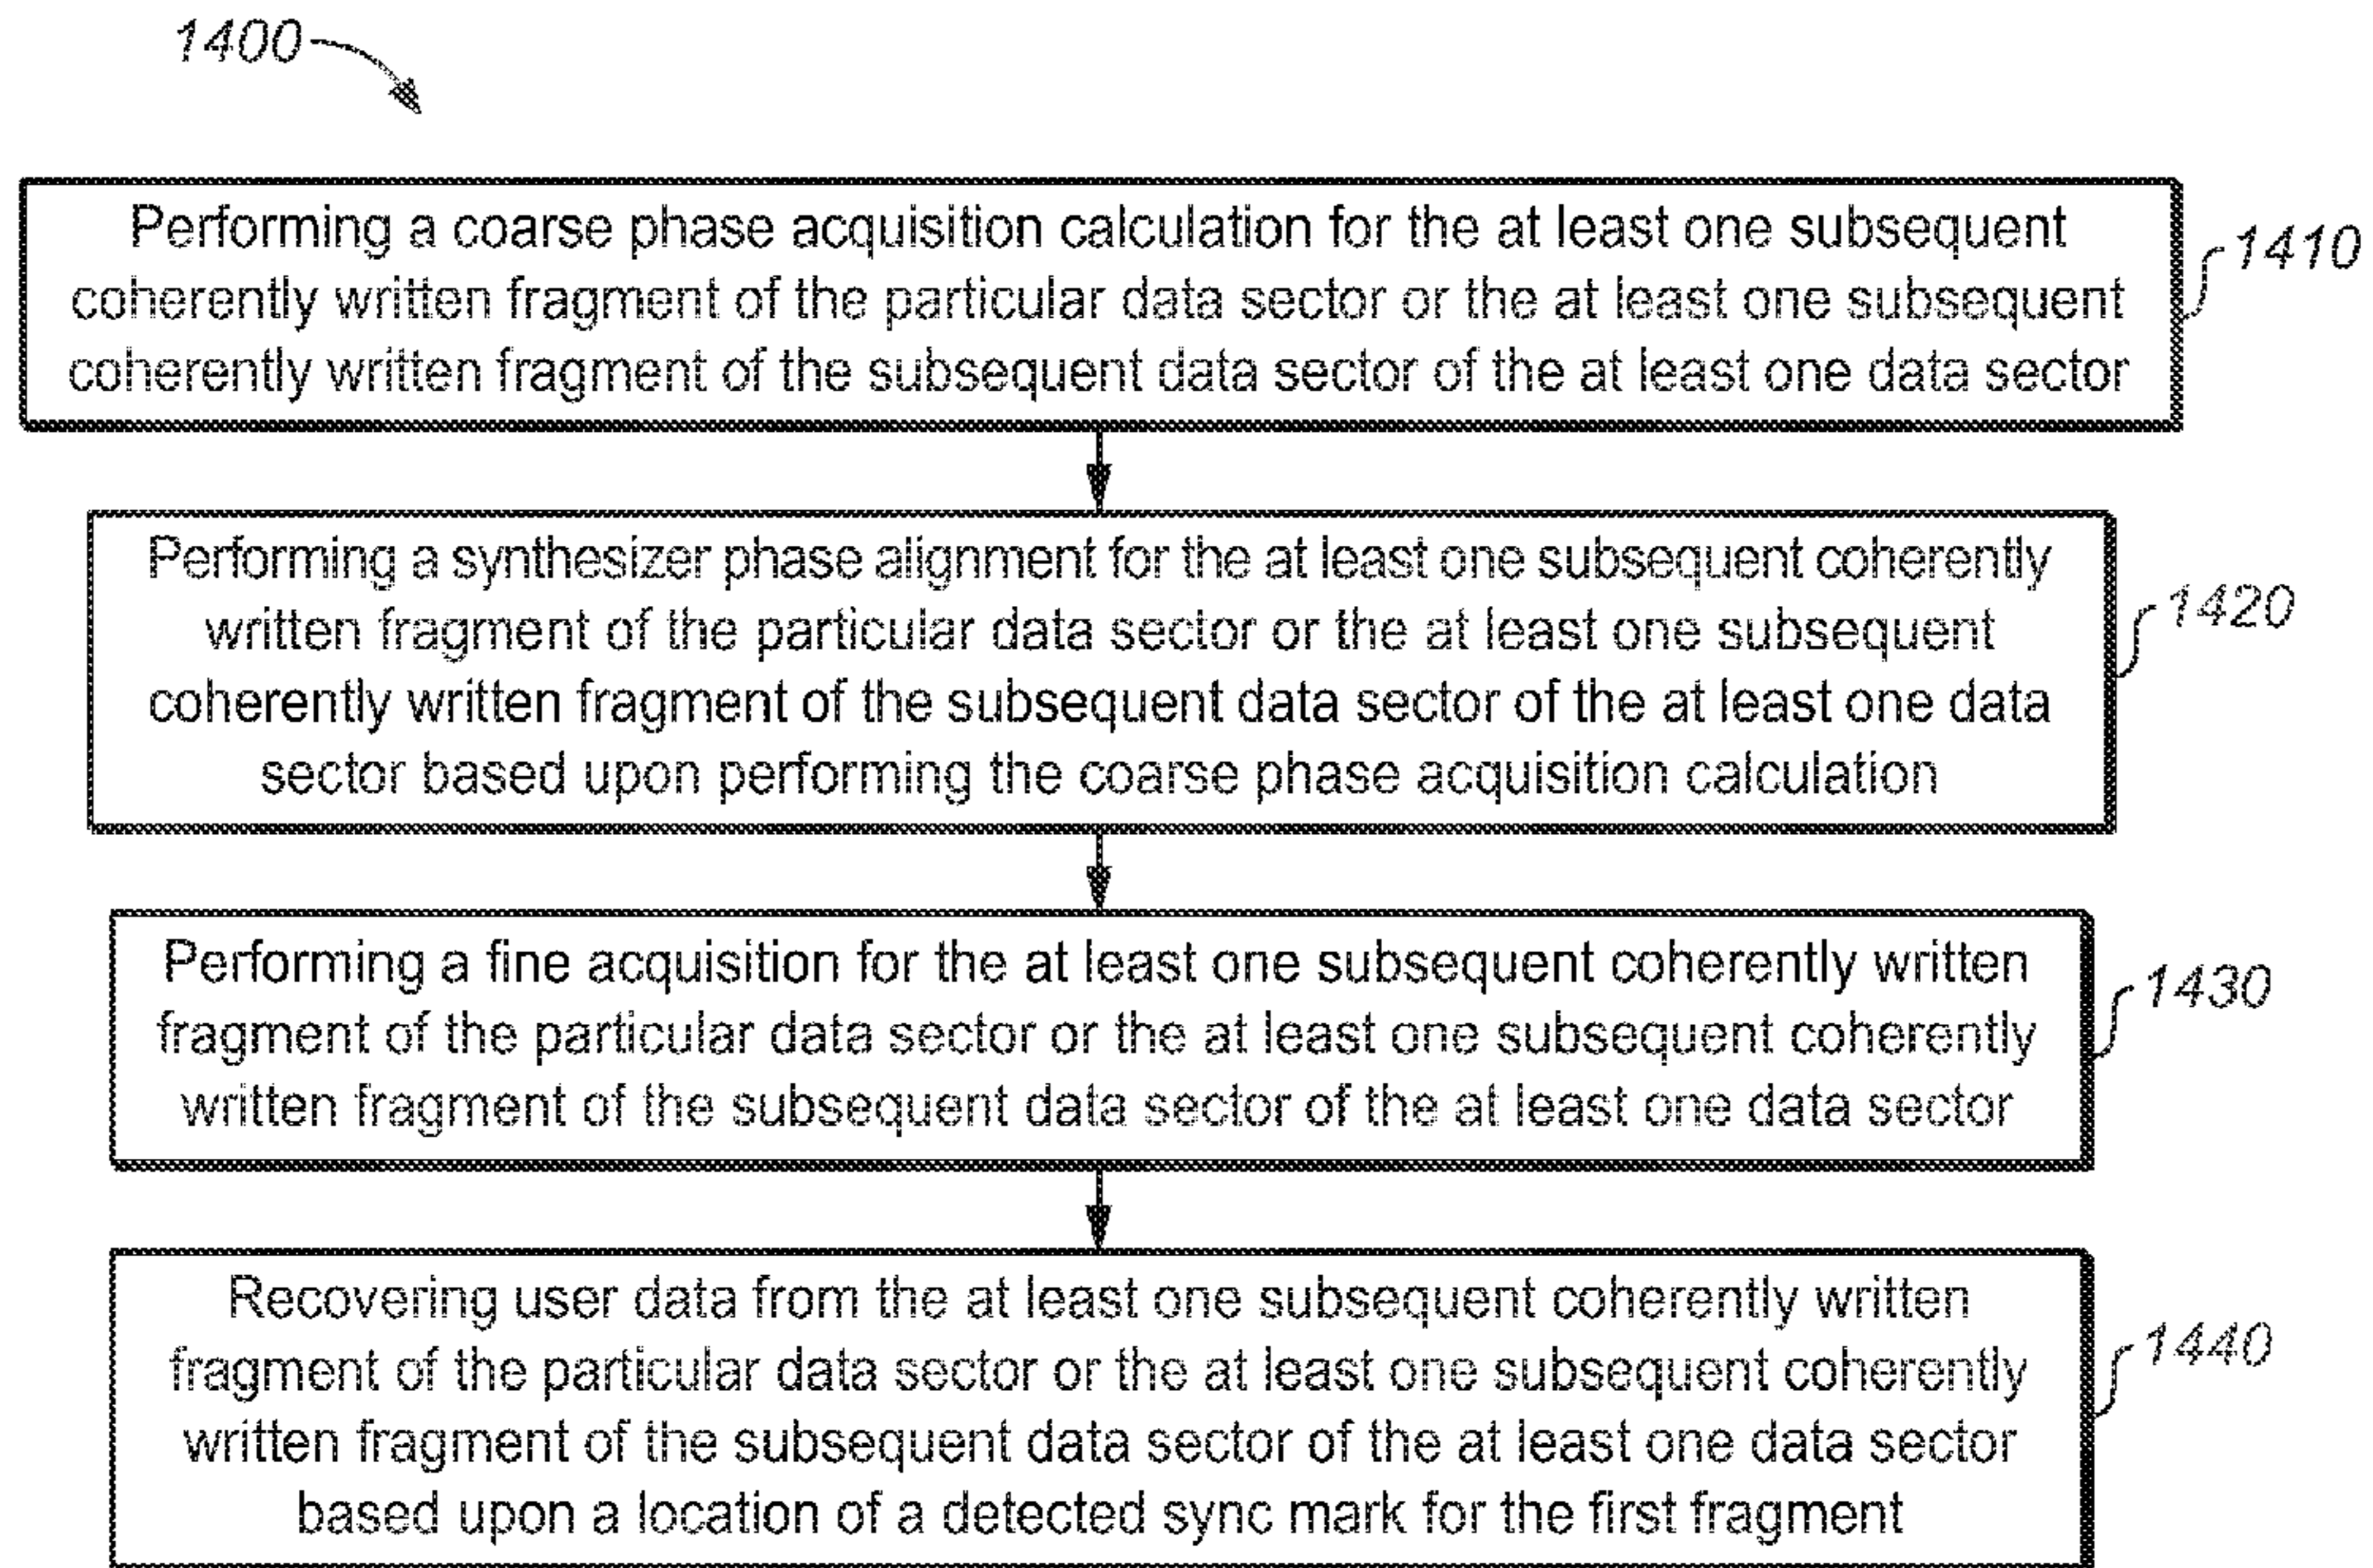 1400
Performing a coarse phase acquisition calculation for the at least one subsequent
coherently written fragment of the particular data sector or the at least one subsequent
coherently written fragment of the subsequent data sector of the at least one data sector
1410
Performing a synthesizer phase alignment for the at least one subsequent coherently
written fragment of the particular data sector or the at least one subsequent
coherently written fragment of the subsequent data sector of the at least one data
sector based upon performing the coarse phase acquisition calculation
1420
Performing a fine acquisition for the at least one subsequent coherently written
fragment of the particular data sector or the at least one subsequent coherently
written fragment of the subsequent data sector of the at least one data sector
1430
Recovering user data from the at least one subsequent coherently written
fragment of the particular data sector or the at least one subsequent coherently
written fragment of the subsequent data sector of the at least one data sector
based upon a location of a detected sync mark for the first fragment
1440